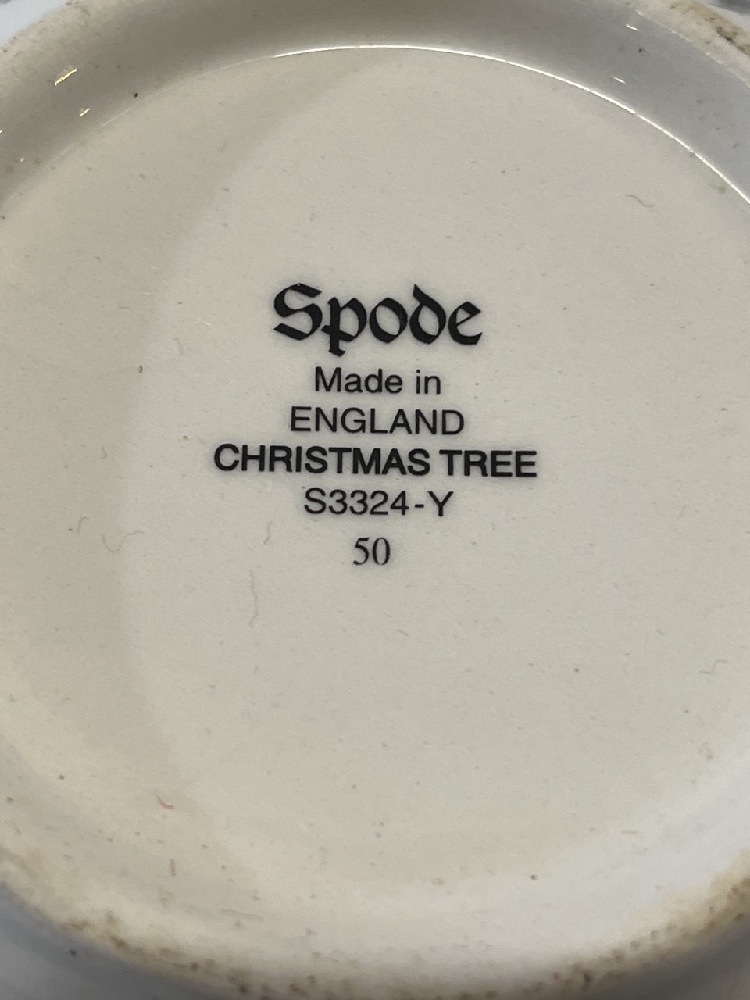 Spode
Made in
ENGLAND
CHRISTMAS TREE
S3324-Y
50